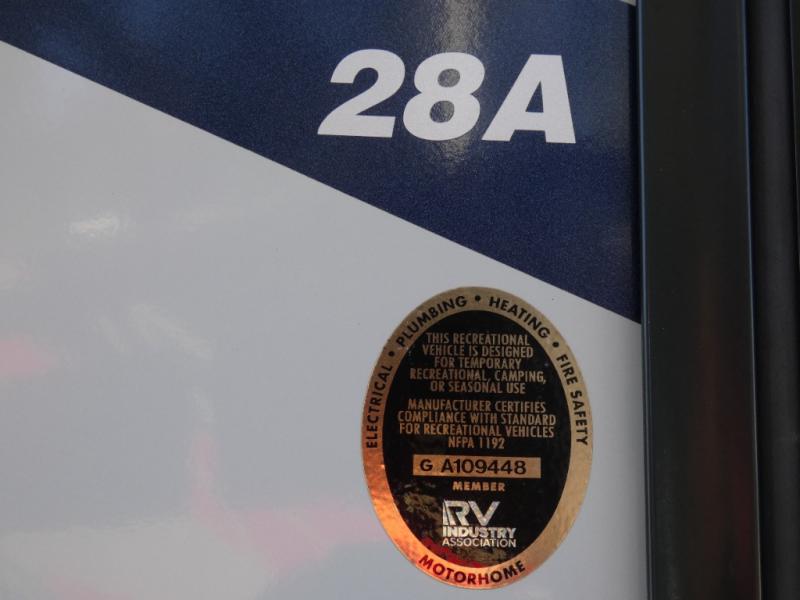 28A
ELECTRICAL • PLUMBING • HEATING • FIRE SAFETY
THIS RECREATIONAL
VEHICLE IS DESIGNED
FOR TEMPORARY
RECREATIONAL, CAMPING,
OR SEASONAL USE
MANUFACTURER CERTIFIES
COMPLIANCE WITH STANDARD
FOR RECREATIONAL VEHICLES
NFPA 1192
G A109448
MEMBER
RV
INDUSTRY
ASSOCIATION
MOTORHOME